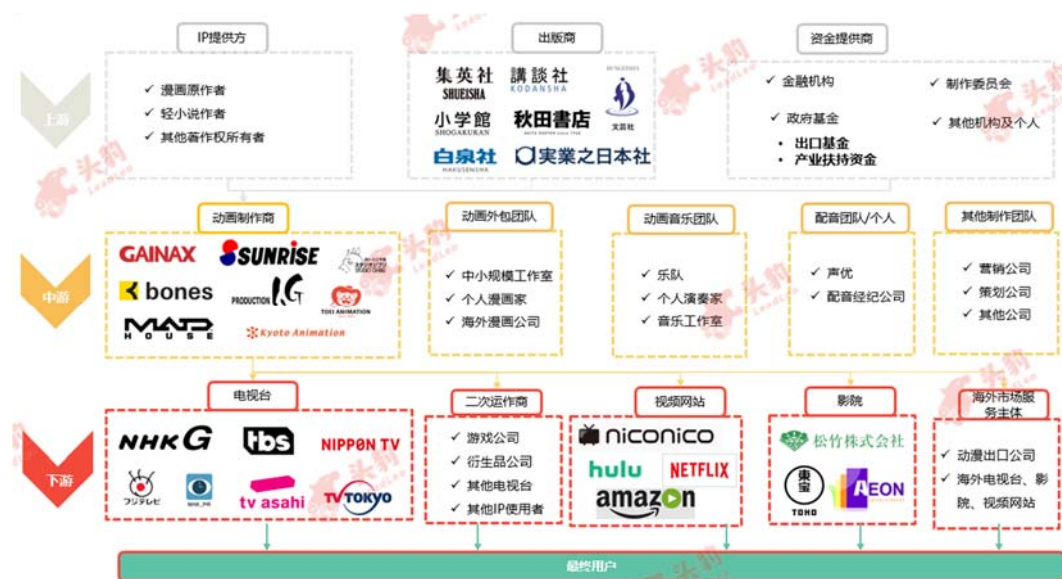 IP提供方
出版商
资金提供商
上游
✓ 漫画原作者
✓ 轻小说作者
✓ 其他著作权所有者
集英社
SHUEISHA
講談社
KODANSHA
文芸社
小学館
SHOGAKUKAN
秋田書店
白泉社
HAKUSENSHA
実業之日本社
✓ 金融机构
✓ 制作委员会
✓ 政府基金
✓ 其他机构及个人
• 出口基金
• 产业扶持资金
中游
动画制作商
动画外包团队
动画音乐团队
配音团队/个人
其他制作团队
GAINAX
SUNRISE
bones
PRODUCTION I.G
TOEI ANIMATION
MAD HOUSE
Kyoto Animation
✓ 中小规模工作室
✓ 个人漫画家
✓ 海外漫画公司
✓ 乐队
✓ 个人演奏家
✓ 音乐工作室
✓ 声优
✓ 配音经纪公司
✓ 营销公司
✓ 策划公司
✓ 其他公司
下游
电视台
二次运作商
视频网站
影院
海外市场服
务主体
NHK G
tbs
NIPPON TV
フジテレビ
tv asahi
TV TOKYO
✓ 游戏公司
✓ 衍生品公司
✓ 其他电视台
✓ 其他IP使用者
niconico
hulu
NETFLIX
amazon
松竹株式会社
東宝
TOHO
AEON
✓ 动漫出口公司
✓ 海外电视台、影
院、视频网站
最终用户
头豹
LeadLeo